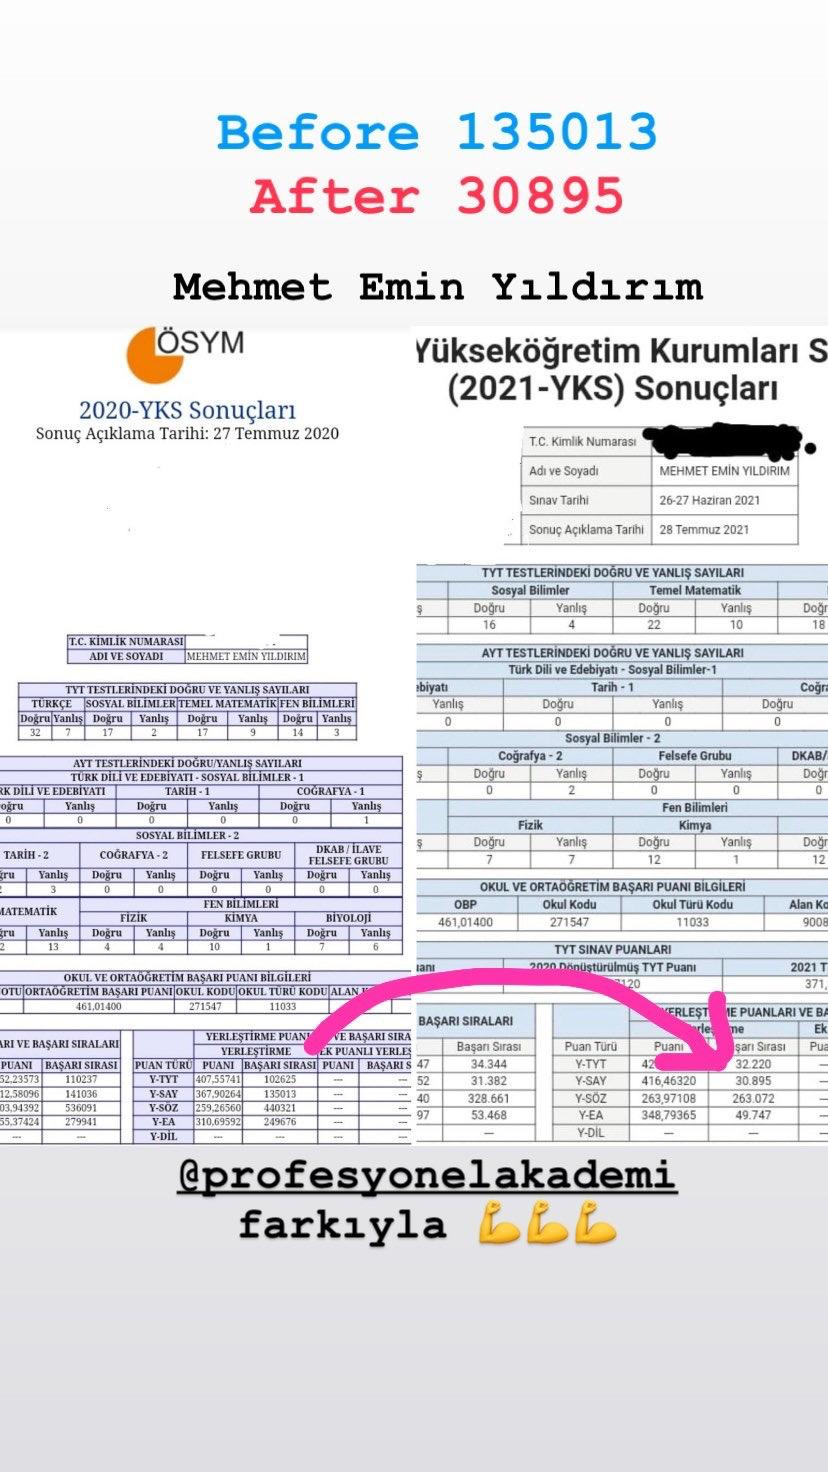 Before 135013
After 30895
Mehmet Emin Yıldırım
ÖSYM
2020-YKS Sonuçları
Sonuç Açıklama Tarihi: 27 Temmuz 2020
T.C. KİMLİK NUMARASI
ADI VE SOYADI MEHMET EMİN YILDIRIM
TYT TESTLERİNDEKİ DOĞRU VE YANLIŞ SAYILARI
TÜRKÇE SOSYAL BİLİMLER TEMEL MATEMATİK FEN BİLİMLERİ
Doğru Yanlış Doğru Yanlış Doğru Yanlış Doğru Yanlış
32 7 17 2 17 9 14 3
AYT TESTLERİNDEKİ DOĞRU/YANLIŞ SAYILARI
TÜRK DİLİ VE EDEBİYATI - SOSYAL BİLİMLER - 1
RK DİLİ VE EDEBİYATI TARİH - 1 COĞRAFYA - 1
oğru Yanlış Doğru Yanlış Doğru Yanlış
0 0 0 0 0 1
SOSYAL BİLİMLER - 2
TARİH - 2 COĞRAFYA - 2 FELSEFE GRUBU DKAB / İLAVE FELSEFE GRUBU
ğru Yanlış Doğru Yanlış Doğru Yanlış Doğru Yanlış
2 3 0 0 0 0 0 0
MATEMATİK FEN BİLİMLERİ
FİZİK KİMYA BİYOLOJİ
ğru Yanlış Doğru Yanlış Doğru Yanlış Doğru Yanlış
2 13 4 4 10 1 7 6
OKUL VE ORTAÖĞRETİM BAŞARI PUANI BİLGİLERİ
OTU ORTAÖĞRETİM BAŞARI PUANI OKUL KODU OKUL TÜRÜ KODU ALAN
461,01400 271547 11033
ARI VE BAŞARI SIRALARI
PUANI BAŞARI SIRASI
52,23573 110237
12,58096 141036
03,94392 536091
55,37424 279941
--- ---
YERLEŞTİRME PUANI VE BAŞARI SIRA
YERLEŞTİRME EK PUANLI YERLEŞ
PUAN TÜRÜ PUANI BAŞARI SIRASI PUANI BAŞARI S
Y-TYT 407,55741 102625 --- ---
Y-SAY 367,90264 135013 --- ---
Y-SÖZ 259,26560 440321 --- ---
Y-EA 310,69592 249676 --- ---
Y-DİL --- --- --- ---
Yükseköğretim Kurumları S
(2021-YKS) Sonuçları
T.C. Kimlik Numarası
Adı ve Soyadı MEHMET EMİN YILDIRIM
Sınav Tarihi 26-27 Haziran 2021
Sonuç Açıklama Tarihi 28 Temmuz 2021
TYT TESTLERİNDEKİ DOĞRU VE YANLIŞ SAYILARI
Sosyal Bilimler Temel Matematik
ş Doğru Yanlış Doğru Yanlış Doğr
16 4 22 10 18
AYT TESTLERİNDEKİ DOĞRU VE YANLIŞ SAYILARI
Türk Dili ve Edebiyatı - Sosyal Bilimler-1
ebiyatı Tarih - 1 Coğra
Yanlış Doğru Yanlış Doğru
0 0 0 0
Sosyal Bilimler - 2
Coğrafya - 2 Felsefe Grubu DKAB/
ş Doğru Yanlış Doğru Yanlış Doğr
0 2 0 0 0
Fen Bilimleri
Fizik Kimya
ş Doğru Yanlış Doğru Yanlış Doğr
7 7 12 1 12
OKUL VE ORTAÖĞRETİM BAŞARI PUANI BİLGİLERİ
OBP Okul Kodu Okul Türü Kodu Alan Ko
461,01400 271547 11033 9008
TYT SINAV PUANLARI
uanı 2020 Dönüştürülmüş TYT Puanı 2021 T
7120 371,
BAŞARI SIRALARI
Başarı Sırası
47 34.344
52 31.382
40 328.661
97 53.468
---
YERLEŞT ME PUANLARI VE BA
Yerleş me Ek
Puan Türü Puanı aşarı Sırası Pua
Y-TYT 42 32.220 ---
Y-SAY 416,46320 30.895 ---
Y-SÖZ 263,97108 263.072 ---
Y-EA 348,79365 49.747 ---
Y-DİL --- --- ---
@profesyonelakademi
farkıyla 💪💪💪